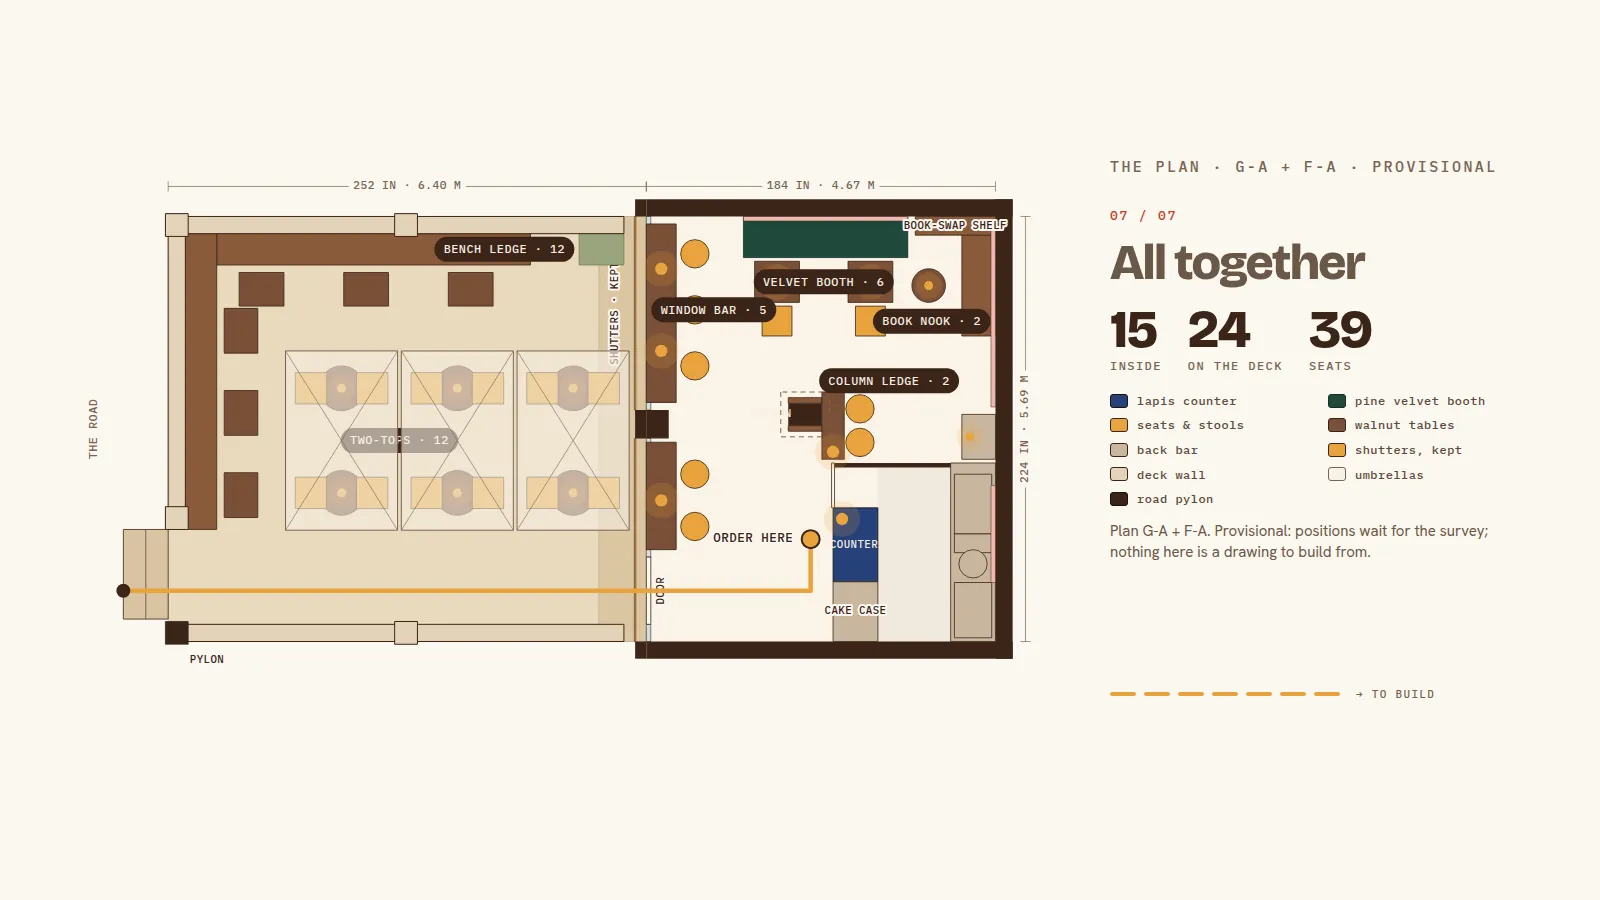 252 IN · 6.40 M
184 IN · 4.67 M
BOOK-SWAP SHELF
BENCH LEDGE · 12
SHUTTERS · KEPT
VELVET BOOTH · 6
WINDOW BAR · 5
BOOK NOOK · 2
COLUMN LEDGE · 2
THE ROAD
TWO-TOPS · 12
224 IN · 5.69 M
ORDER HERE
COUNTER
DOOR
CAKE CASE
PYLON
THE PLAN · G-A + F-A · PROVISIONAL
07 / 07
All together
15 24 39
INSIDE ON THE DECK SEATS
lapis counter
pine velvet booth
seats & stools
walnut tables
back bar
shutters, kept
deck wall
umbrellas
road pylon
Plan G-A + F-A. Provisional: positions wait for the survey;
nothing here is a drawing to build from.
→ TO BUILD